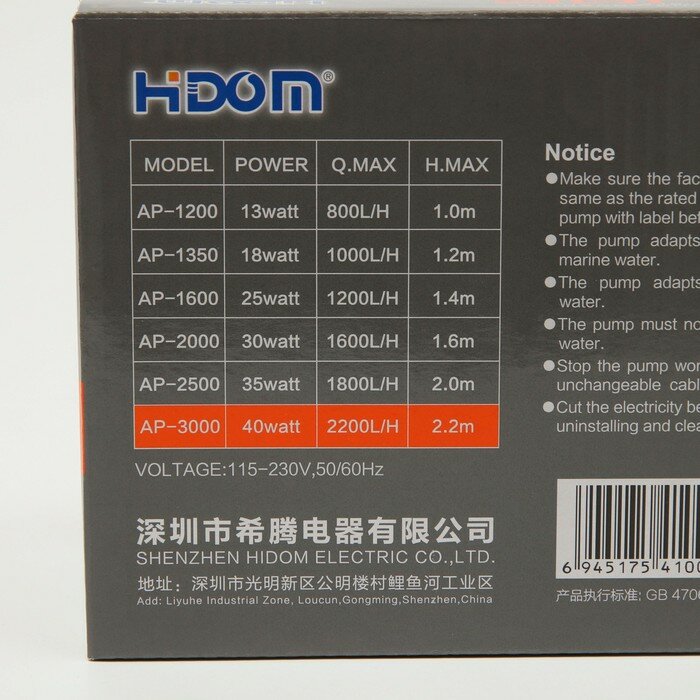 HiDOM®
MODEL POWER Q.MAX H.MAX
AP-1200 13watt 800L/H 1.0m
AP-1350 18watt 1000L/H 1.2m
AP-1600 25watt 1200L/H 1.4m
AP-2000 30watt 1600L/H 1.6m
AP-2500 35watt 1800L/H 2.0m
AP-3000 40watt 2200L/H 2.2m
VOLTAGE:115-230V,50/60Hz
深圳市希腾电器有限公司
SHENZHEN HIDOM ELECTRIC CO.,LTD.
地址: 深圳市光明新区公明楼村鲤鱼河工业区
Add: Liyuhe Industrial Zone, Loucun,Gongming,Shenzhen,China
Notice
●Make sure the fac
same as the rated
pump with label bef
●The pump adapts
marine water.
●The pump adapts
water.
●The pump must no
water.
●Stop the pump wor
unchangeable cabl
●Cut the electricity be
uninstalling and clea
6 945175 4100
产品执行标准: GB 4706